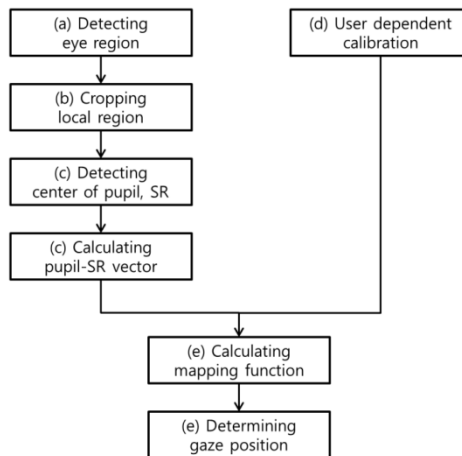 (a) Detecting
eye region
(d) User dependent
calibration
(b) Cropping
local region
(c) Detecting
center of pupil, SR
(c) Calculating
pupil-SR vector
(e) Calculating
mapping function
(e) Determining
gaze position